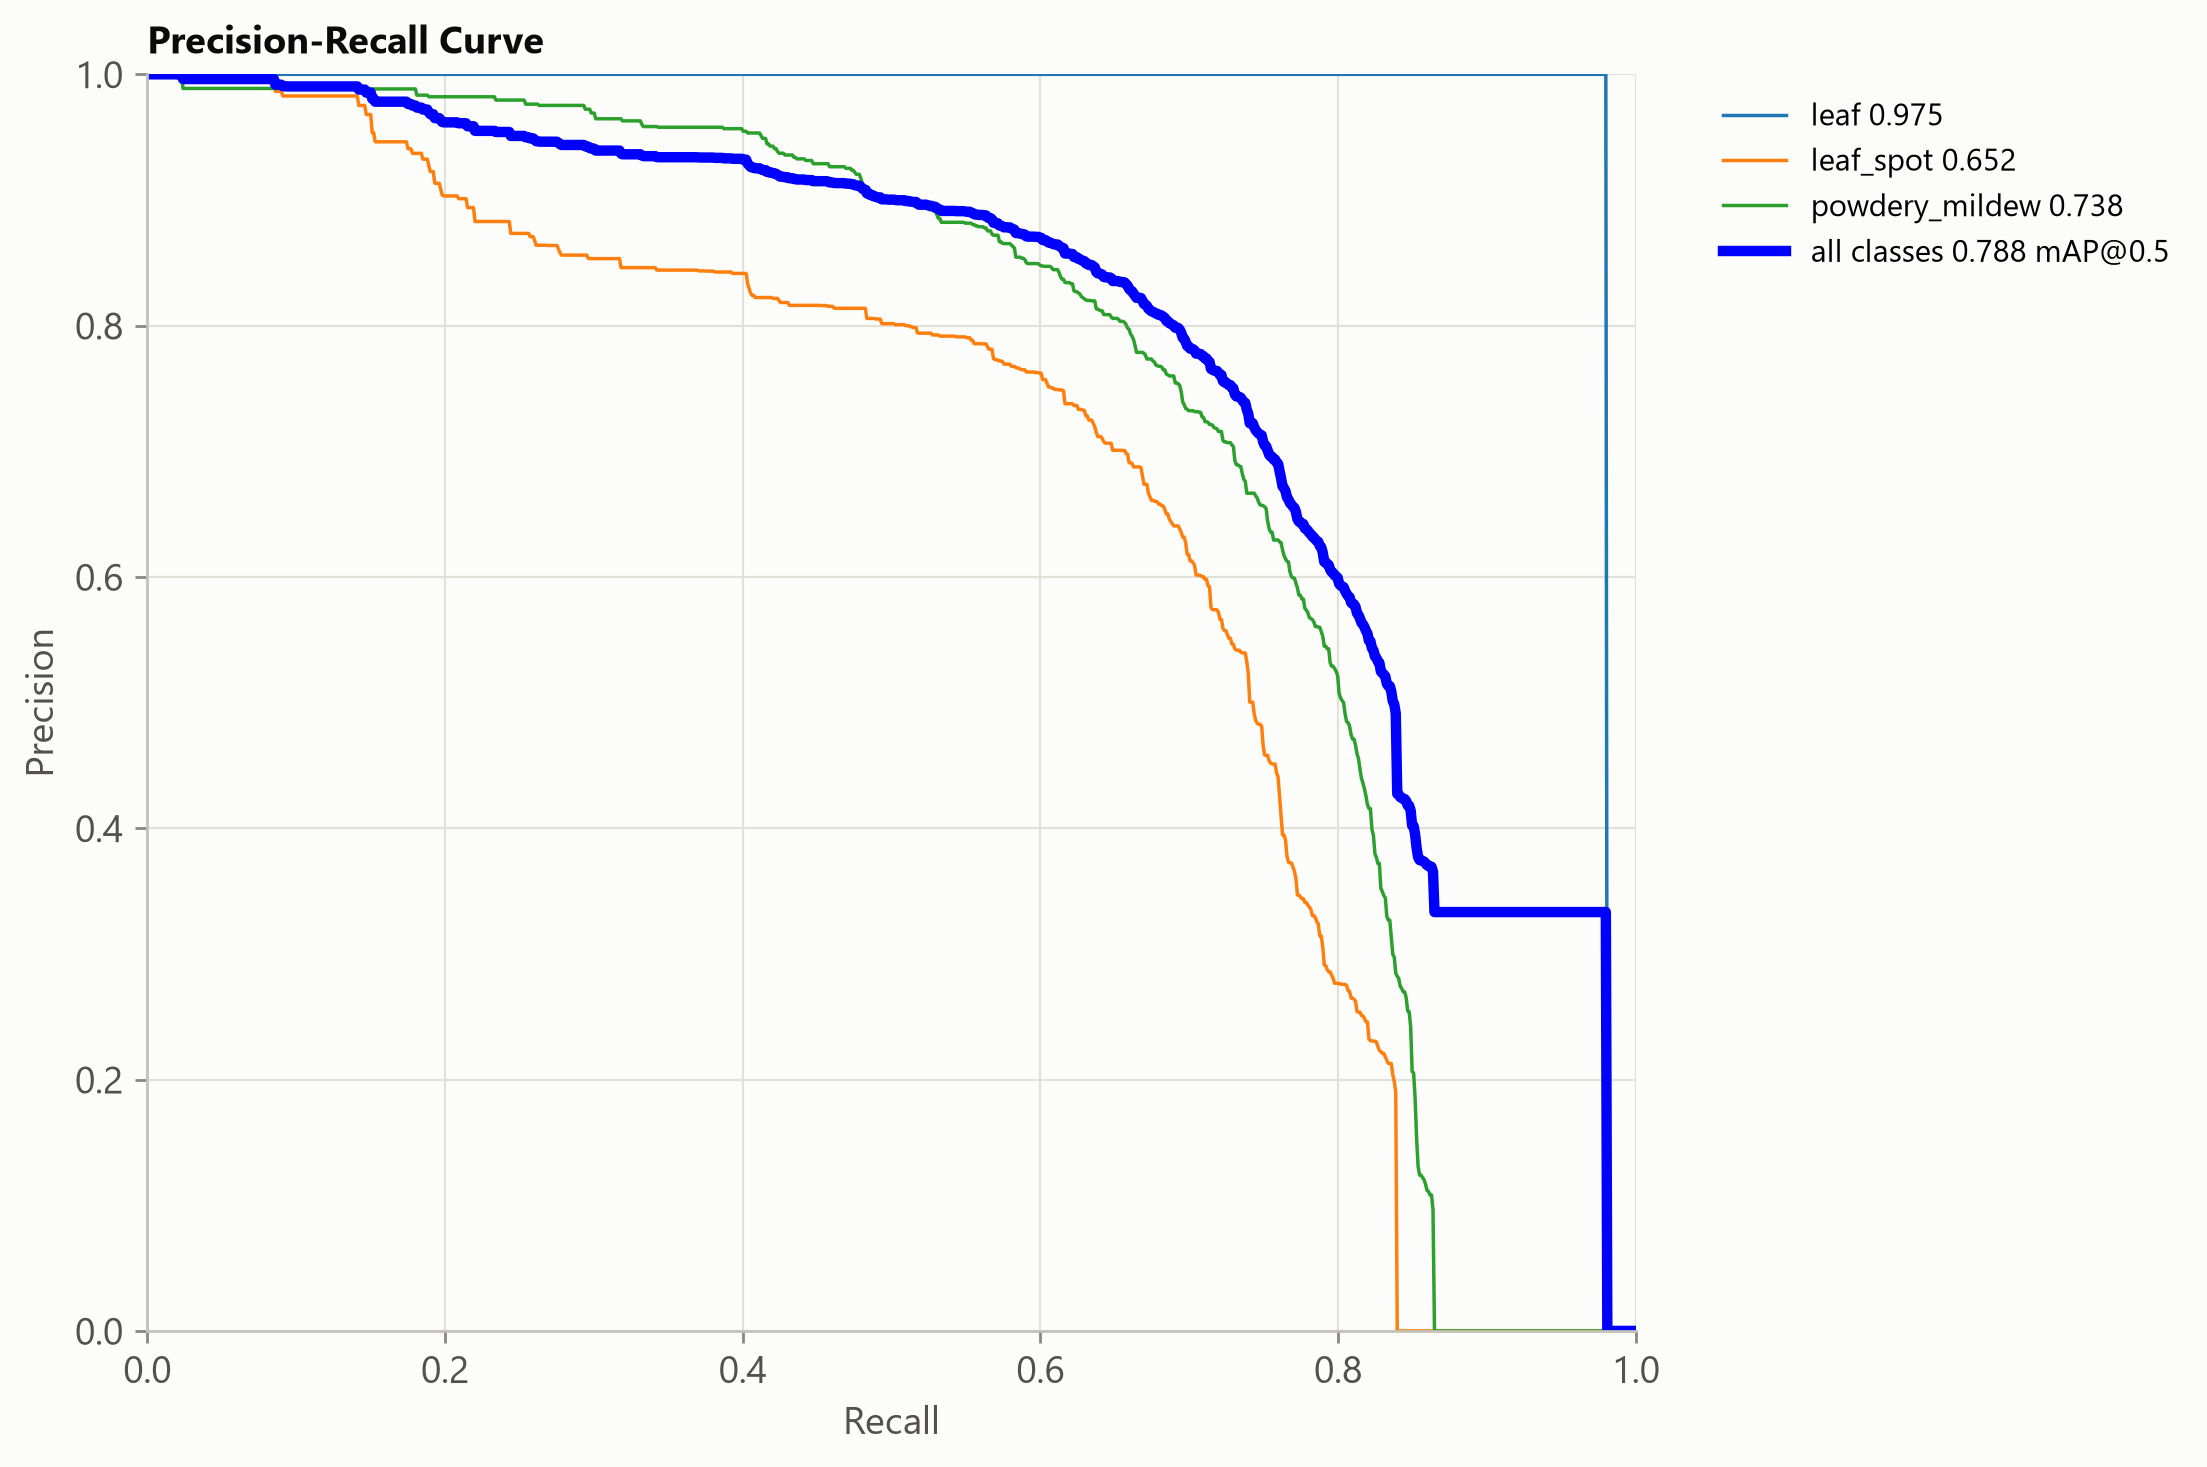 Precision-Recall Curve
1.0
0.8
0.6
0.4
0.2
0.0
Precision
0.0 0.2 0.4 0.6 0.8 1.0
Recall
leaf 0.975
leaf_spot 0.652
powdery_mildew 0.738
all classes 0.788 mAP@0.5